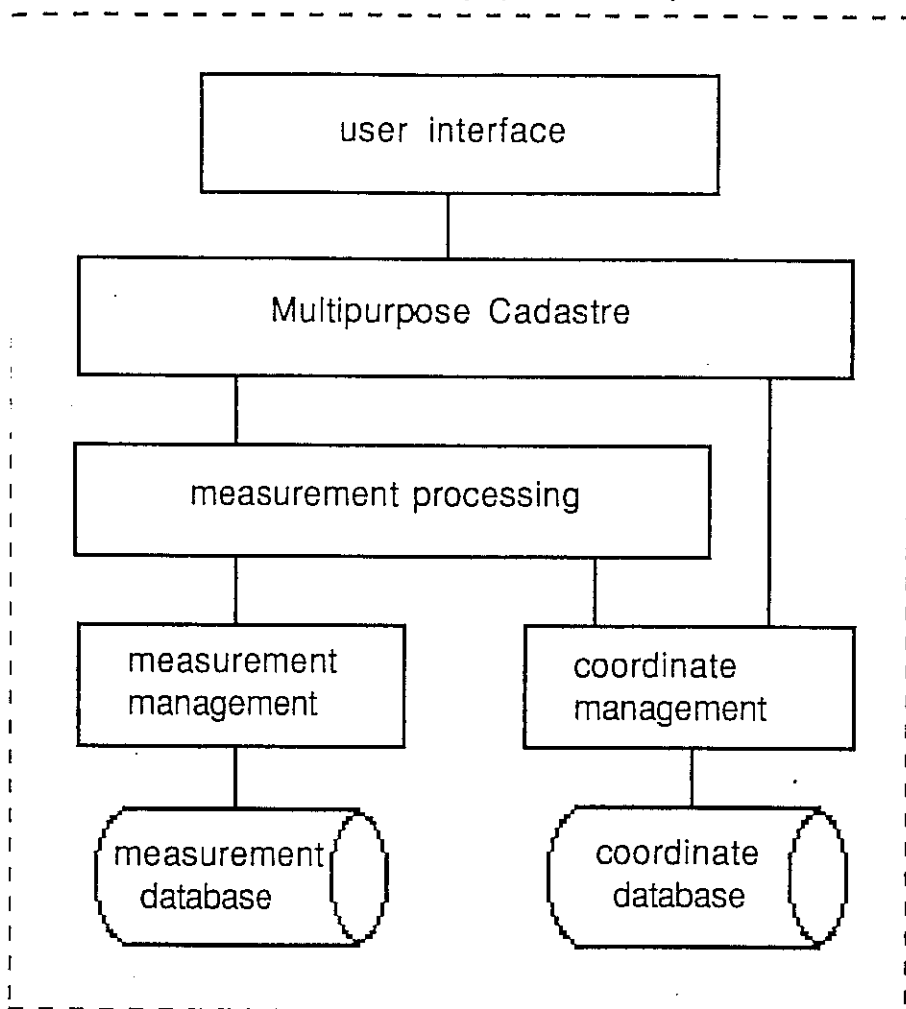 user interface
Multipurpose Cadastre
measurement processing
measurement
management
coordinate
management
measurement
database
coordinate
database